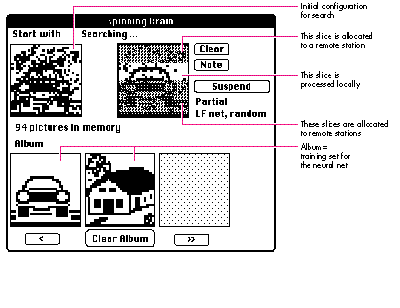 Spinning Brain
Start with
Searching...
Clear
Note
Suspend
Partial
LF net, random
94 pictures in memory
Album
<
Clear Album
>>
Initial configuration
for search
This slice is allocated
to a remote station
This slice is
processed locally
These slices are allocated
to remote stations
Album=
training set for
the neural net